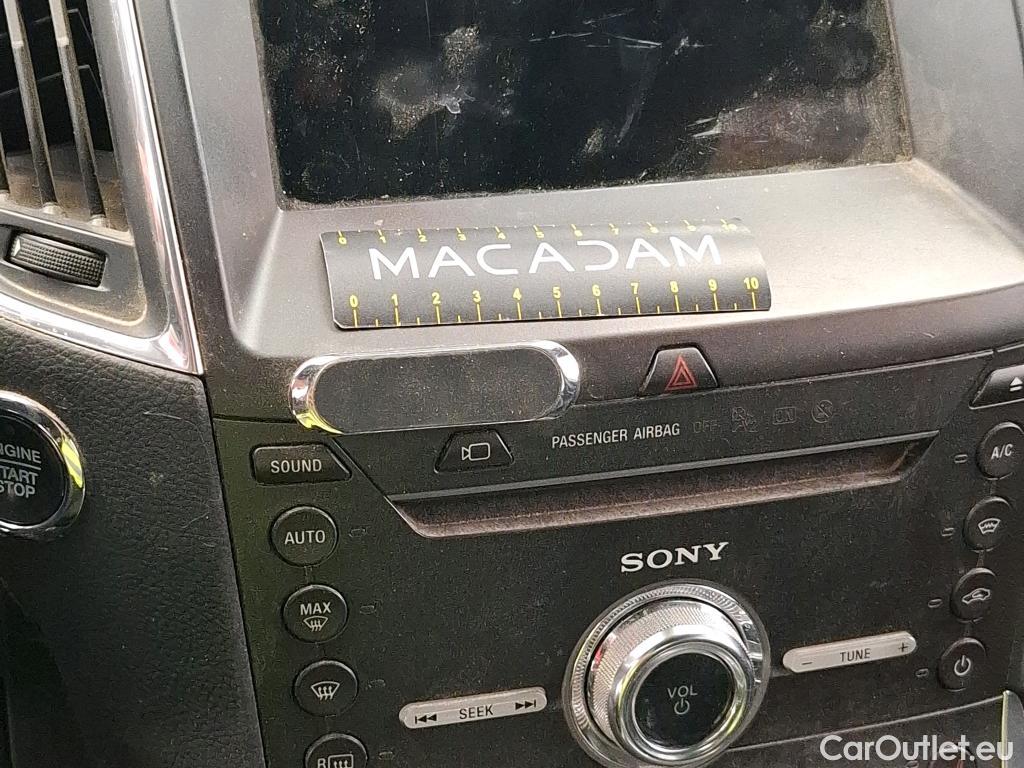 0 1 2 3 4 5 6 7 8 9 10
MACADAM
0 1 2 3 4 5 6 7 8 9 10
ENGINE
START
STOP
SOUND
PASSENGER AIRBAG OFF ON
A/C
AUTO
SONY
MAX
VOL
− TUNE +
SEEK
R
CarOutlet.eu